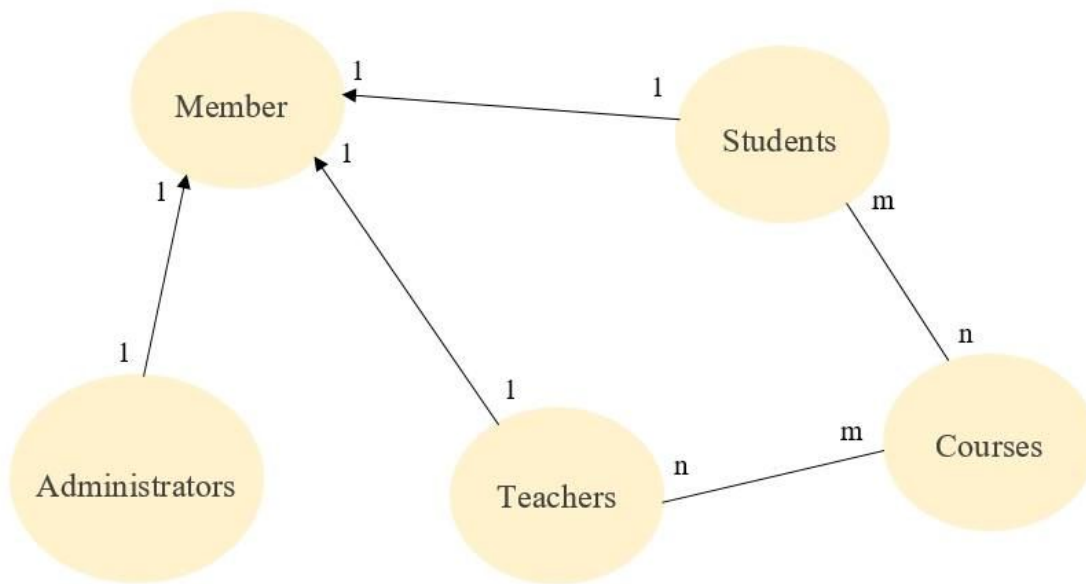 1
1
Member
Students
1
1
m
1
n
1
1
m
Courses
n
Administrators
Teachers